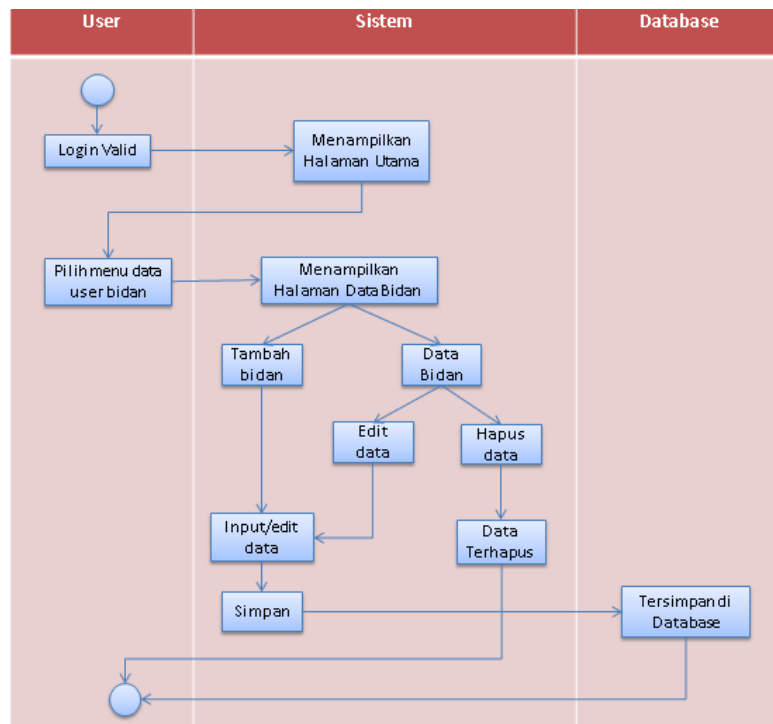 User
Sistem
Database
Login Valid
Menampilkan
Halaman Utama
Pilih menu data
user bidan
Menampilkan
Halaman Data Bidan
Tambah
bidan
Data
Bidan
Edit
data
Hapus
data
Input/edit
data
Data
Terhapus
Simpan
Tersimpan di
Database